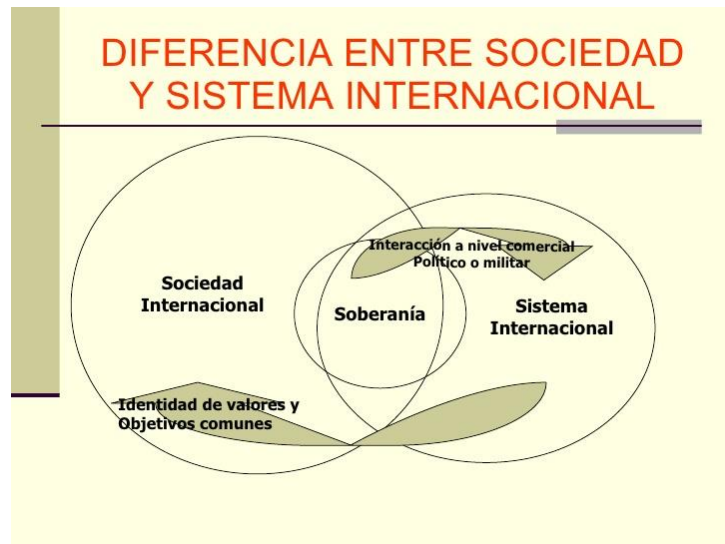 DIFERENCIA ENTRE SOCIEDAD
Y SISTEMA INTERNACIONAL
Interacción a nivel comercial
Político o militar
Sociedad
Internacional
Soberanía
Sistema
Internacional
Identidad de valores y
Objetivos comunes